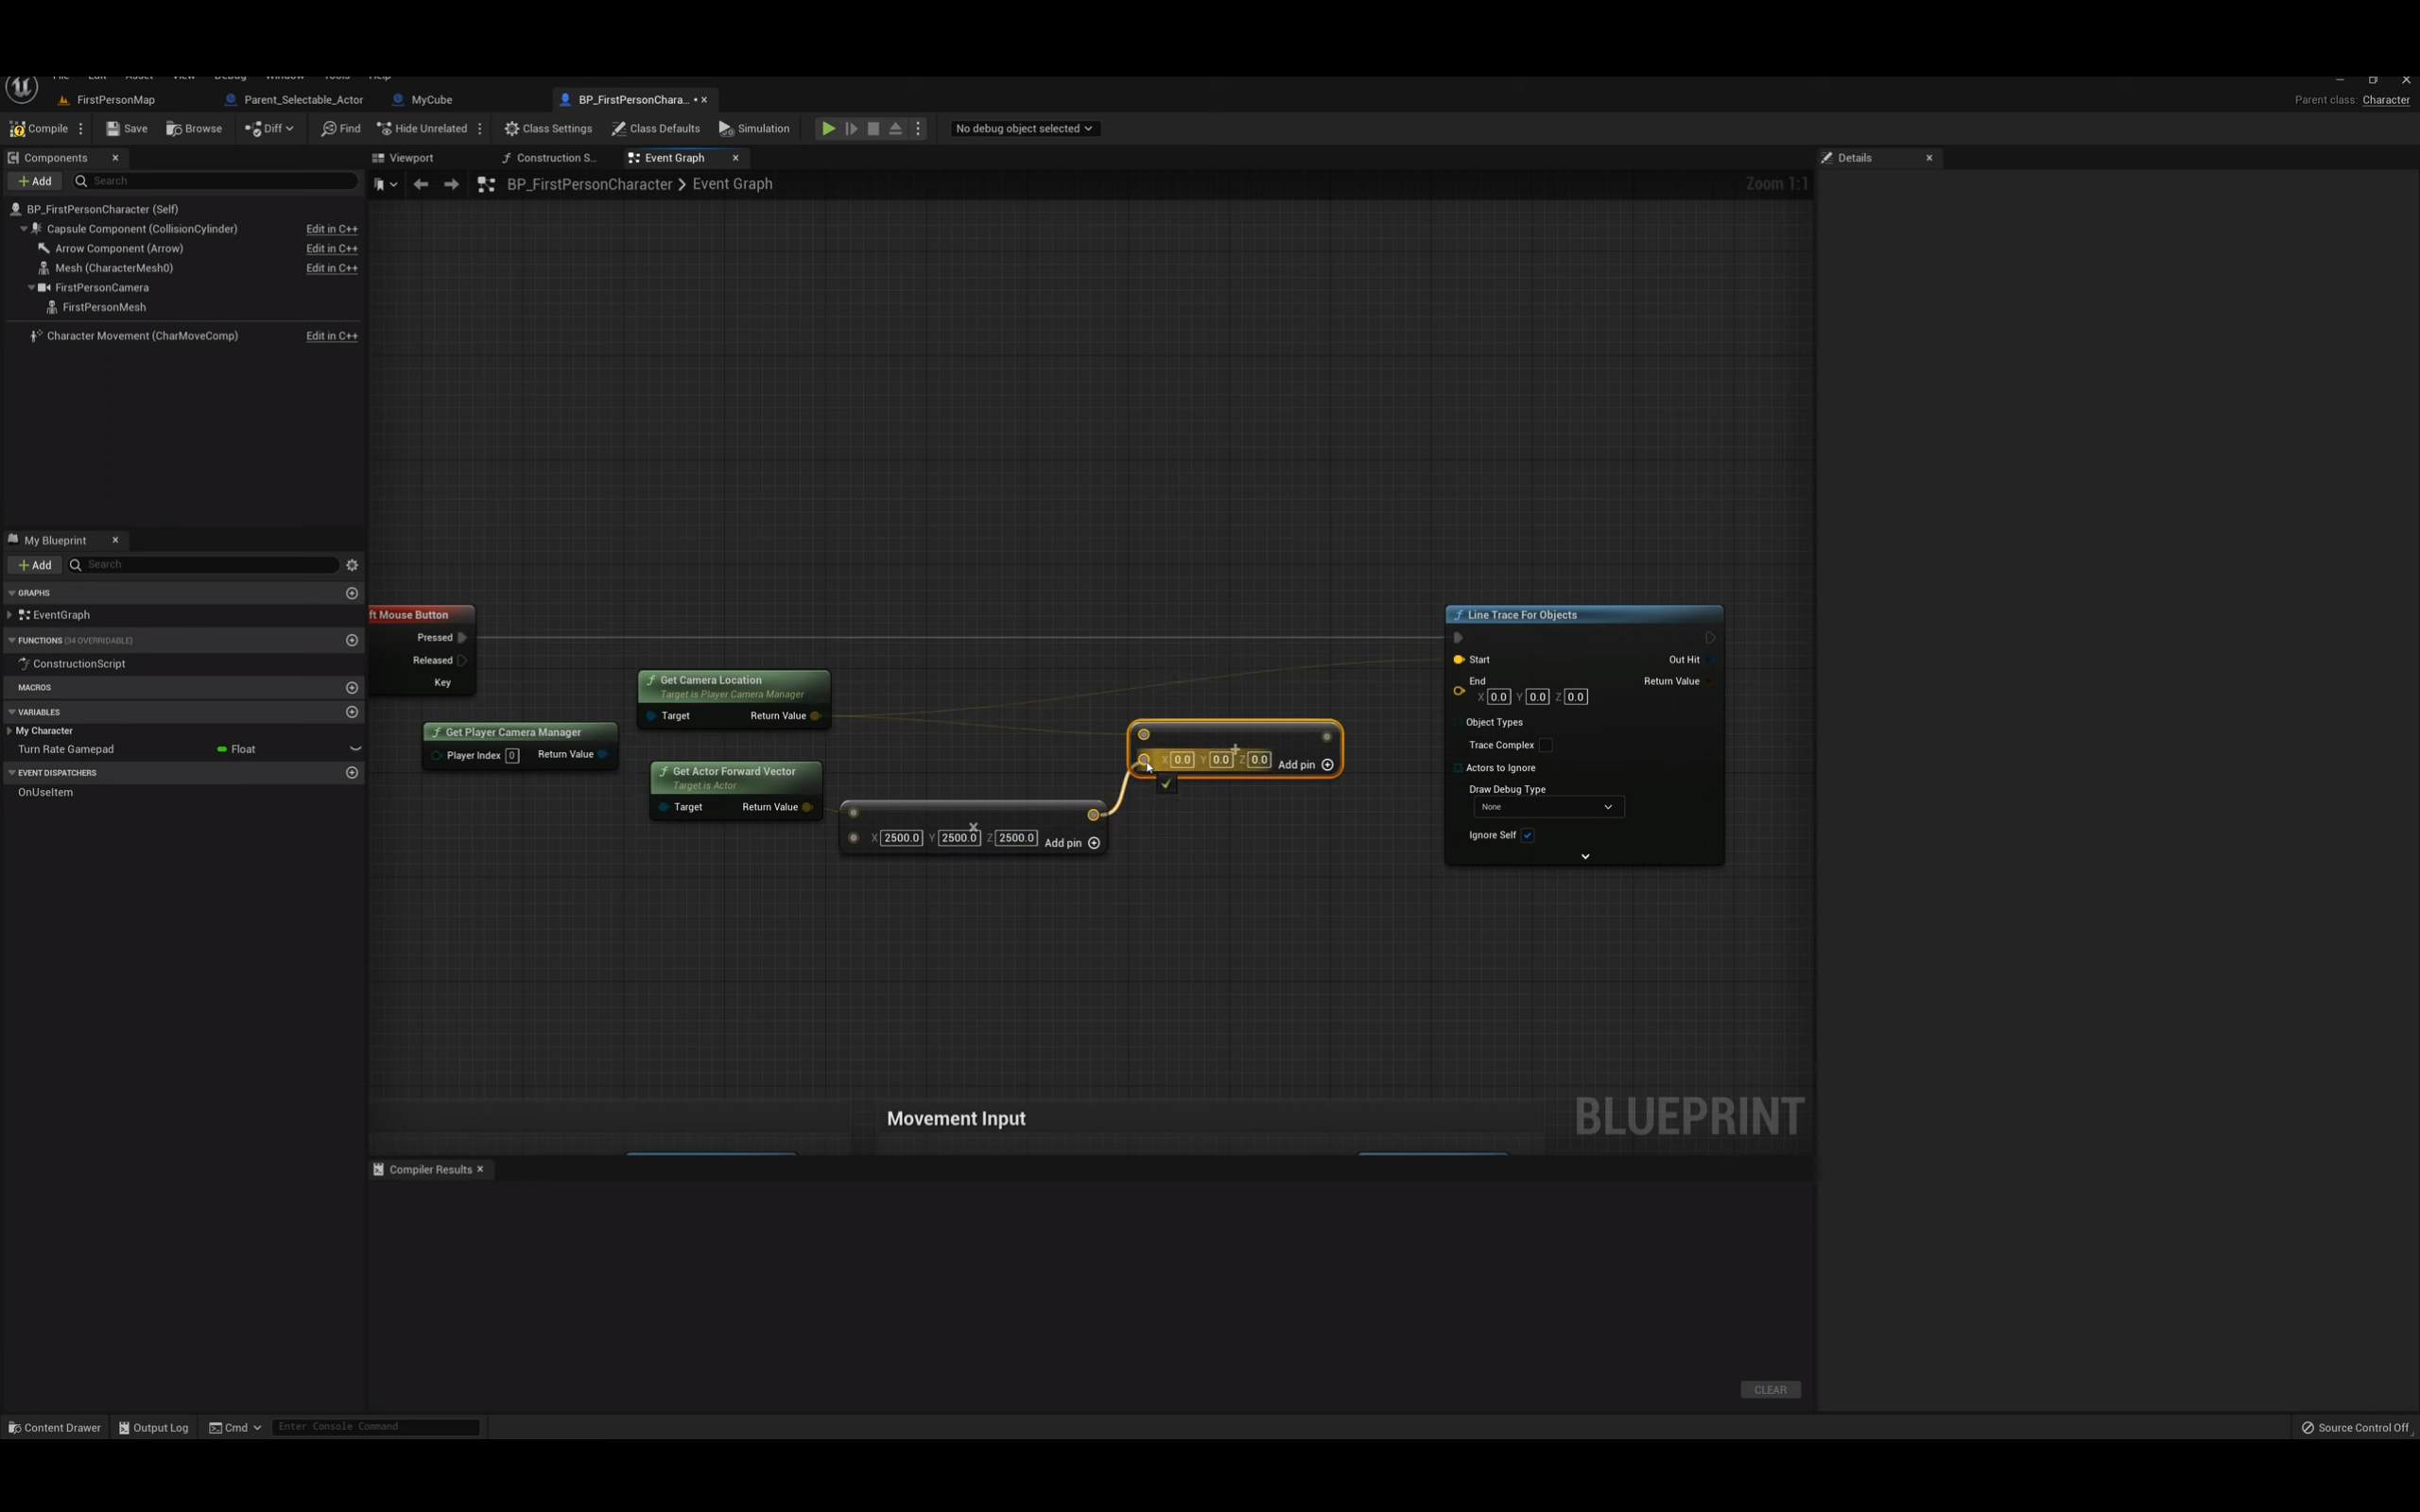 File Edit Asset View Debug Window Tools Help
FirstPersonMap
Parent_Selectable_Actor
MyCube
BP_FirstPersonChara... •
Parent class: Character
Compile
Save
Browse
Diff
Find
Hide Unrelated
Class Settings
Class Defaults
Simulation
No debug object selected
Components
Viewport
Construction S...
Event Graph
Details
+ Add
Search
BP_FirstPersonCharacter > Event Graph
Zoom 1:1
BP_FirstPersonCharacter (Self)
Capsule Component (CollisionCylinder) Edit in C++
Arrow Component (Arrow) Edit in C++
Mesh (CharacterMesh0) Edit in C++
FirstPersonCamera
FirstPersonMesh
Character Movement (CharMoveComp) Edit in C++
My Blueprint
+ Add
Search
GRAPHS
EventGraph
FUNCTIONS (34 OVERRIDABLE)
ConstructionScript
MACROS
VARIABLES
My Character
Turn Rate Gamepad Float
EVENT DISPATCHERS
OnUseItem
ft Mouse Button
Pressed
Released
Key
Get Player Camera Manager
Player Index 0 Return Value
Get Camera Location
Target is Player Camera Manager
Target Return Value
Get Actor Forward Vector
Target is Actor
Target Return Value
X 2500.0 Y 2500.0 Z 2500.0 Add pin
X 0.0 Y 0.0 Z 0.0 Add pin
Line Trace For Objects
Start Out Hit
End Return Value
X 0.0 Y 0.0 Z 0.0
Object Types
Trace Complex
Actors to Ignore
Draw Debug Type
None
Ignore Self
Movement Input
BLUEPRINT
Compiler Results
CLEAR
Content Drawer
Output Log
Cmd
Enter Console Command
Source Control Off